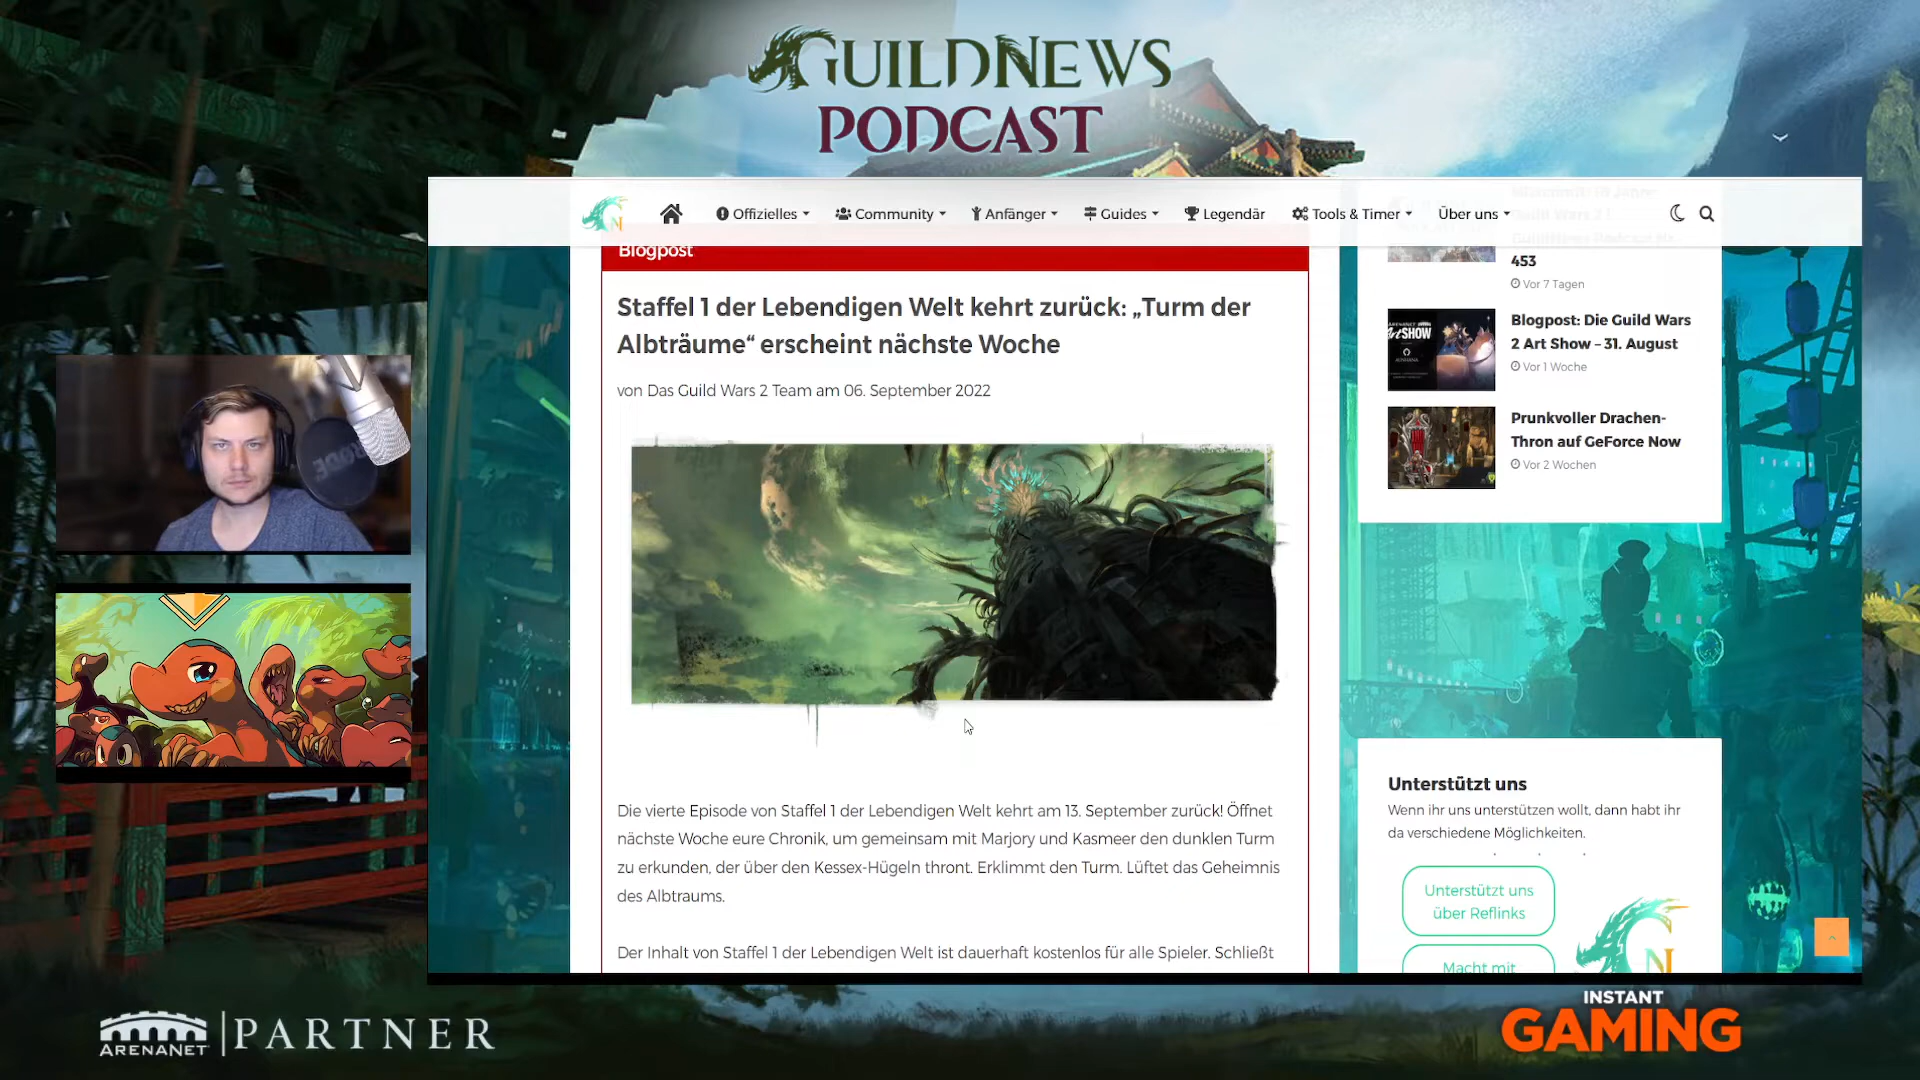 GUILDNEWS
PODCAST
N
Offizielles
Community
Anfänger
Guides
Legendär
Tools & Timer
Über uns
Blogpost
Staffel 1 der Lebendigen Welt kehrt zurück: „Turm der
Albträume“ erscheint nächste Woche
von Das Guild Wars 2 Team am 06. September 2022
Die vierte Episode von Staffel 1 der Lebendigen Welt kehrt am 13. September zurück! Öffnet
nächste Woche eure Chronik, um gemeinsam mit Marjory und Kasmeer den dunklen Turm
zu erkunden, der über den Kessex-Hügeln thront. Erklimmt den Turm. Lüftet das Geheimnis
des Albtraums.
Der Inhalt von Staffel 1 der Lebendigen Welt ist dauerhaft kostenlos für alle Spieler. Schließt
453
Vor 7 Tagen
Blogpost: Die Guild Wars
2 Art Show – 31. August
Vor 1 Woche
Prunkvoller Drachen-
Thron auf GeForce Now
Vor 2 Wochen
Unterstützt uns
Wenn ihr uns unterstützen wollt, dann habt ihr
da verschiedene Möglichkeiten.
Unterstützt uns
über Reflinks
Macht mit
N
ARENANET
PARTNER
INSTANT
GAMING